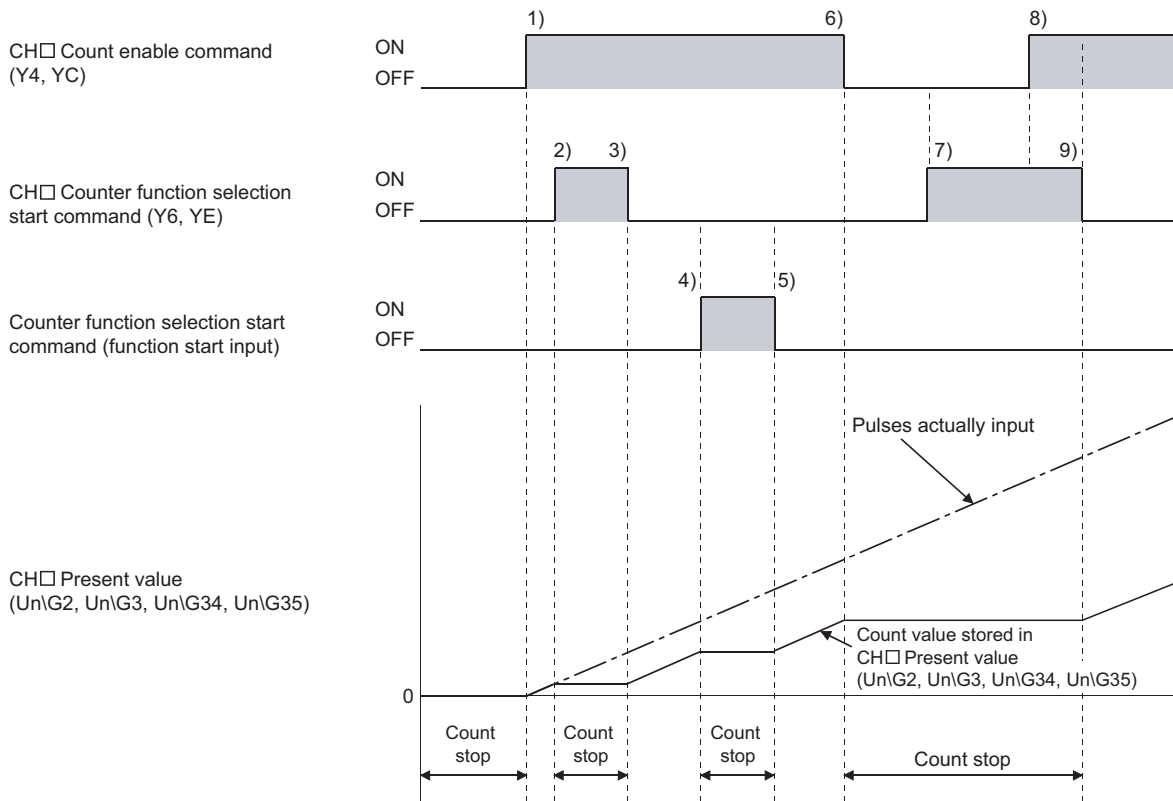 1)
6)
8)
CH□ Count enable command
(Y4, YC)
ON
OFF
2)
3)
7)
9)
CH□ Counter function selection
start command (Y6, YE)
ON
OFF
4)
5)
Counter function selection start
command (function start input)
ON
OFF
Pulses actually input
CH□ Present value
(Un\G2, Un\G3, Un\G34, Un\G35)
Count value stored in
CH□ Present value
(Un\G2, Un\G3, Un\G34, Un\G35)
0
Count
stop
Count
stop
Count
stop
Count stop